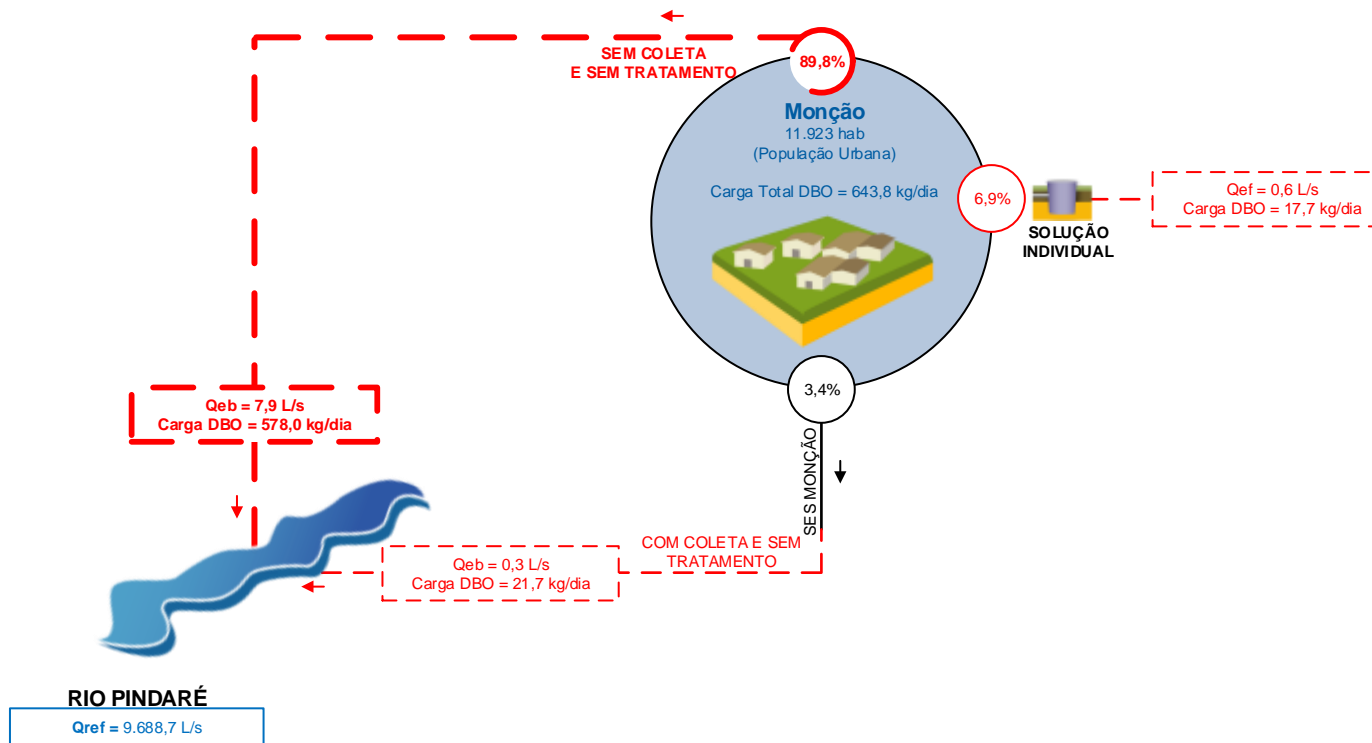 SEM COLETA
E SEM TRATAMENTO
89,8%
Monção
11.923 hab
(População Urbana)
Carga Total DBO = 643,8 kg/dia
6,9%
SOLUÇÃO
INDIVIDUAL
Qef = 0,6 L/s
Carga DBO = 17,7 kg/dia
3,4%
SES MONÇÃO
Qeb = 7,9 L/s
Carga DBO = 578,0 kg/dia
COM COLETA E SEM
TRATAMENTO
Qeb = 0,3 L/s
Carga DBO = 21,7 kg/dia
RIO PINDARÉ
Qref = 9.688,7 L/s